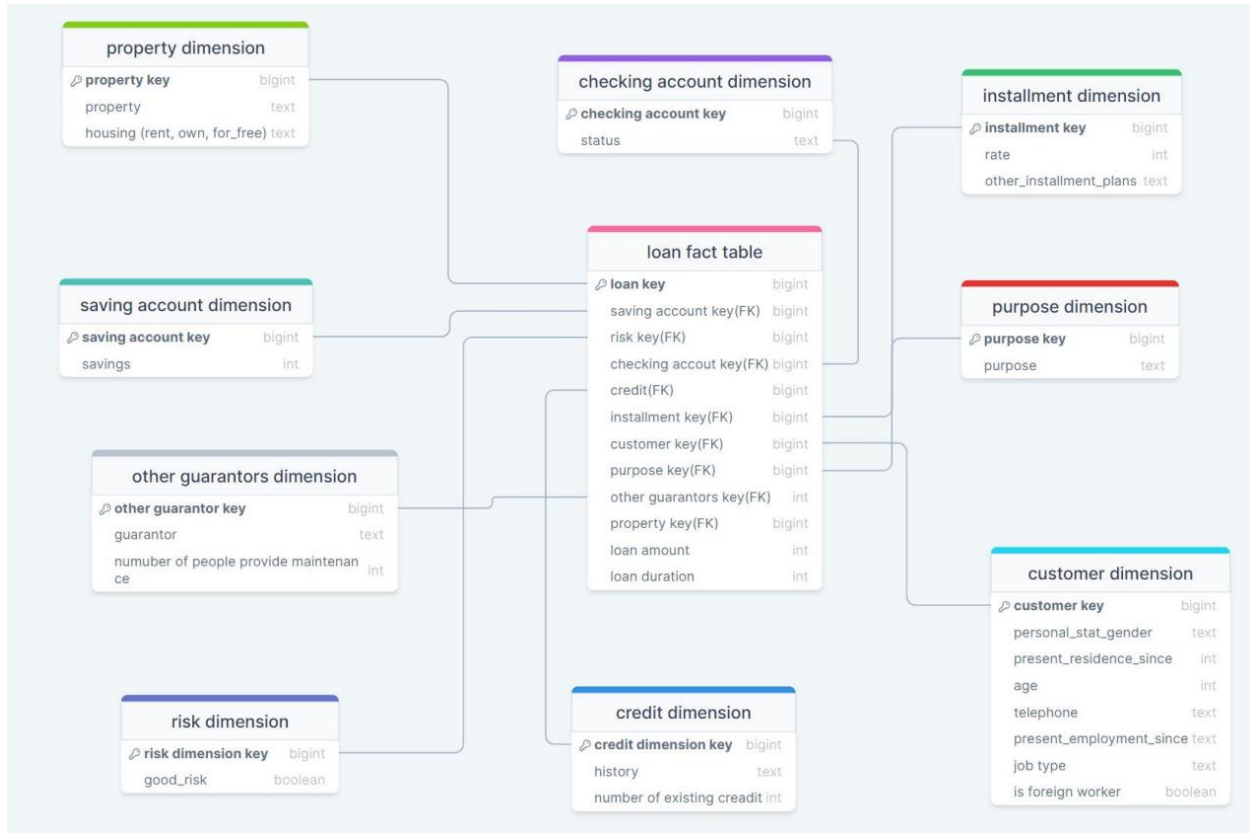 property dimension
property key bigint
property text
housing (rent, own, for_free) text
checking account dimension
checking account key bigint
status text
installment dimension
installment key bigint
rate int
other_installment_plans text
loan fact table
loan key bigint
saving account key(FK) bigint
risk key(FK) bigint
checking accout key(FK) bigint
credit(FK) bigint
installment key(FK) bigint
customer key(FK) bigint
purpose key(FK) bigint
other guarantors key(FK) int
property key(FK) bigint
loan amount int
loan duration int
saving account dimension
saving account key bigint
savings int
purpose dimension
purpose key bigint
purpose text
other guarantors dimension
other guarantor key bigint
guarantor text
numuber of people provide maintenan
ce int
customer dimension
customer key bigint
personal_stat_gender text
present_residence_since int
age int
telephone text
present_employment_since text
job type text
is foreign worker boolean
risk dimension
risk dimension key bigint
good_risk boolean
credit dimension
credit dimension key bigint
history text
number of existing creadit int